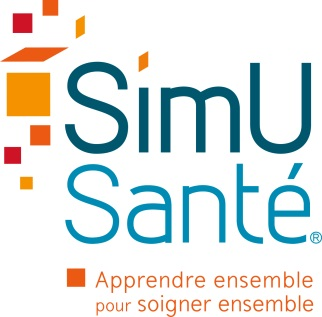 SimU
Santé®
Apprendre ensemble
pour soigner ensemble